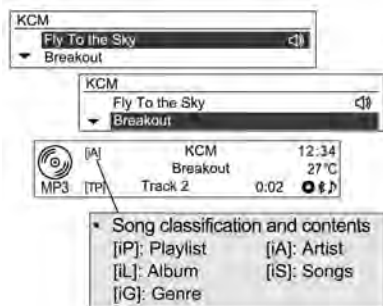 KCM
Fly To the Sky
Breakout
KCM
Fly To the Sky
Breakout
[iA] KCM 12:34
Breakout 27°C
MP3 [TP] Track 2 0:02
• Song classification and contents
[iP]: Playlist [iA]: Artist
[iL]: Album [iS]: Songs
[iG]: Genre